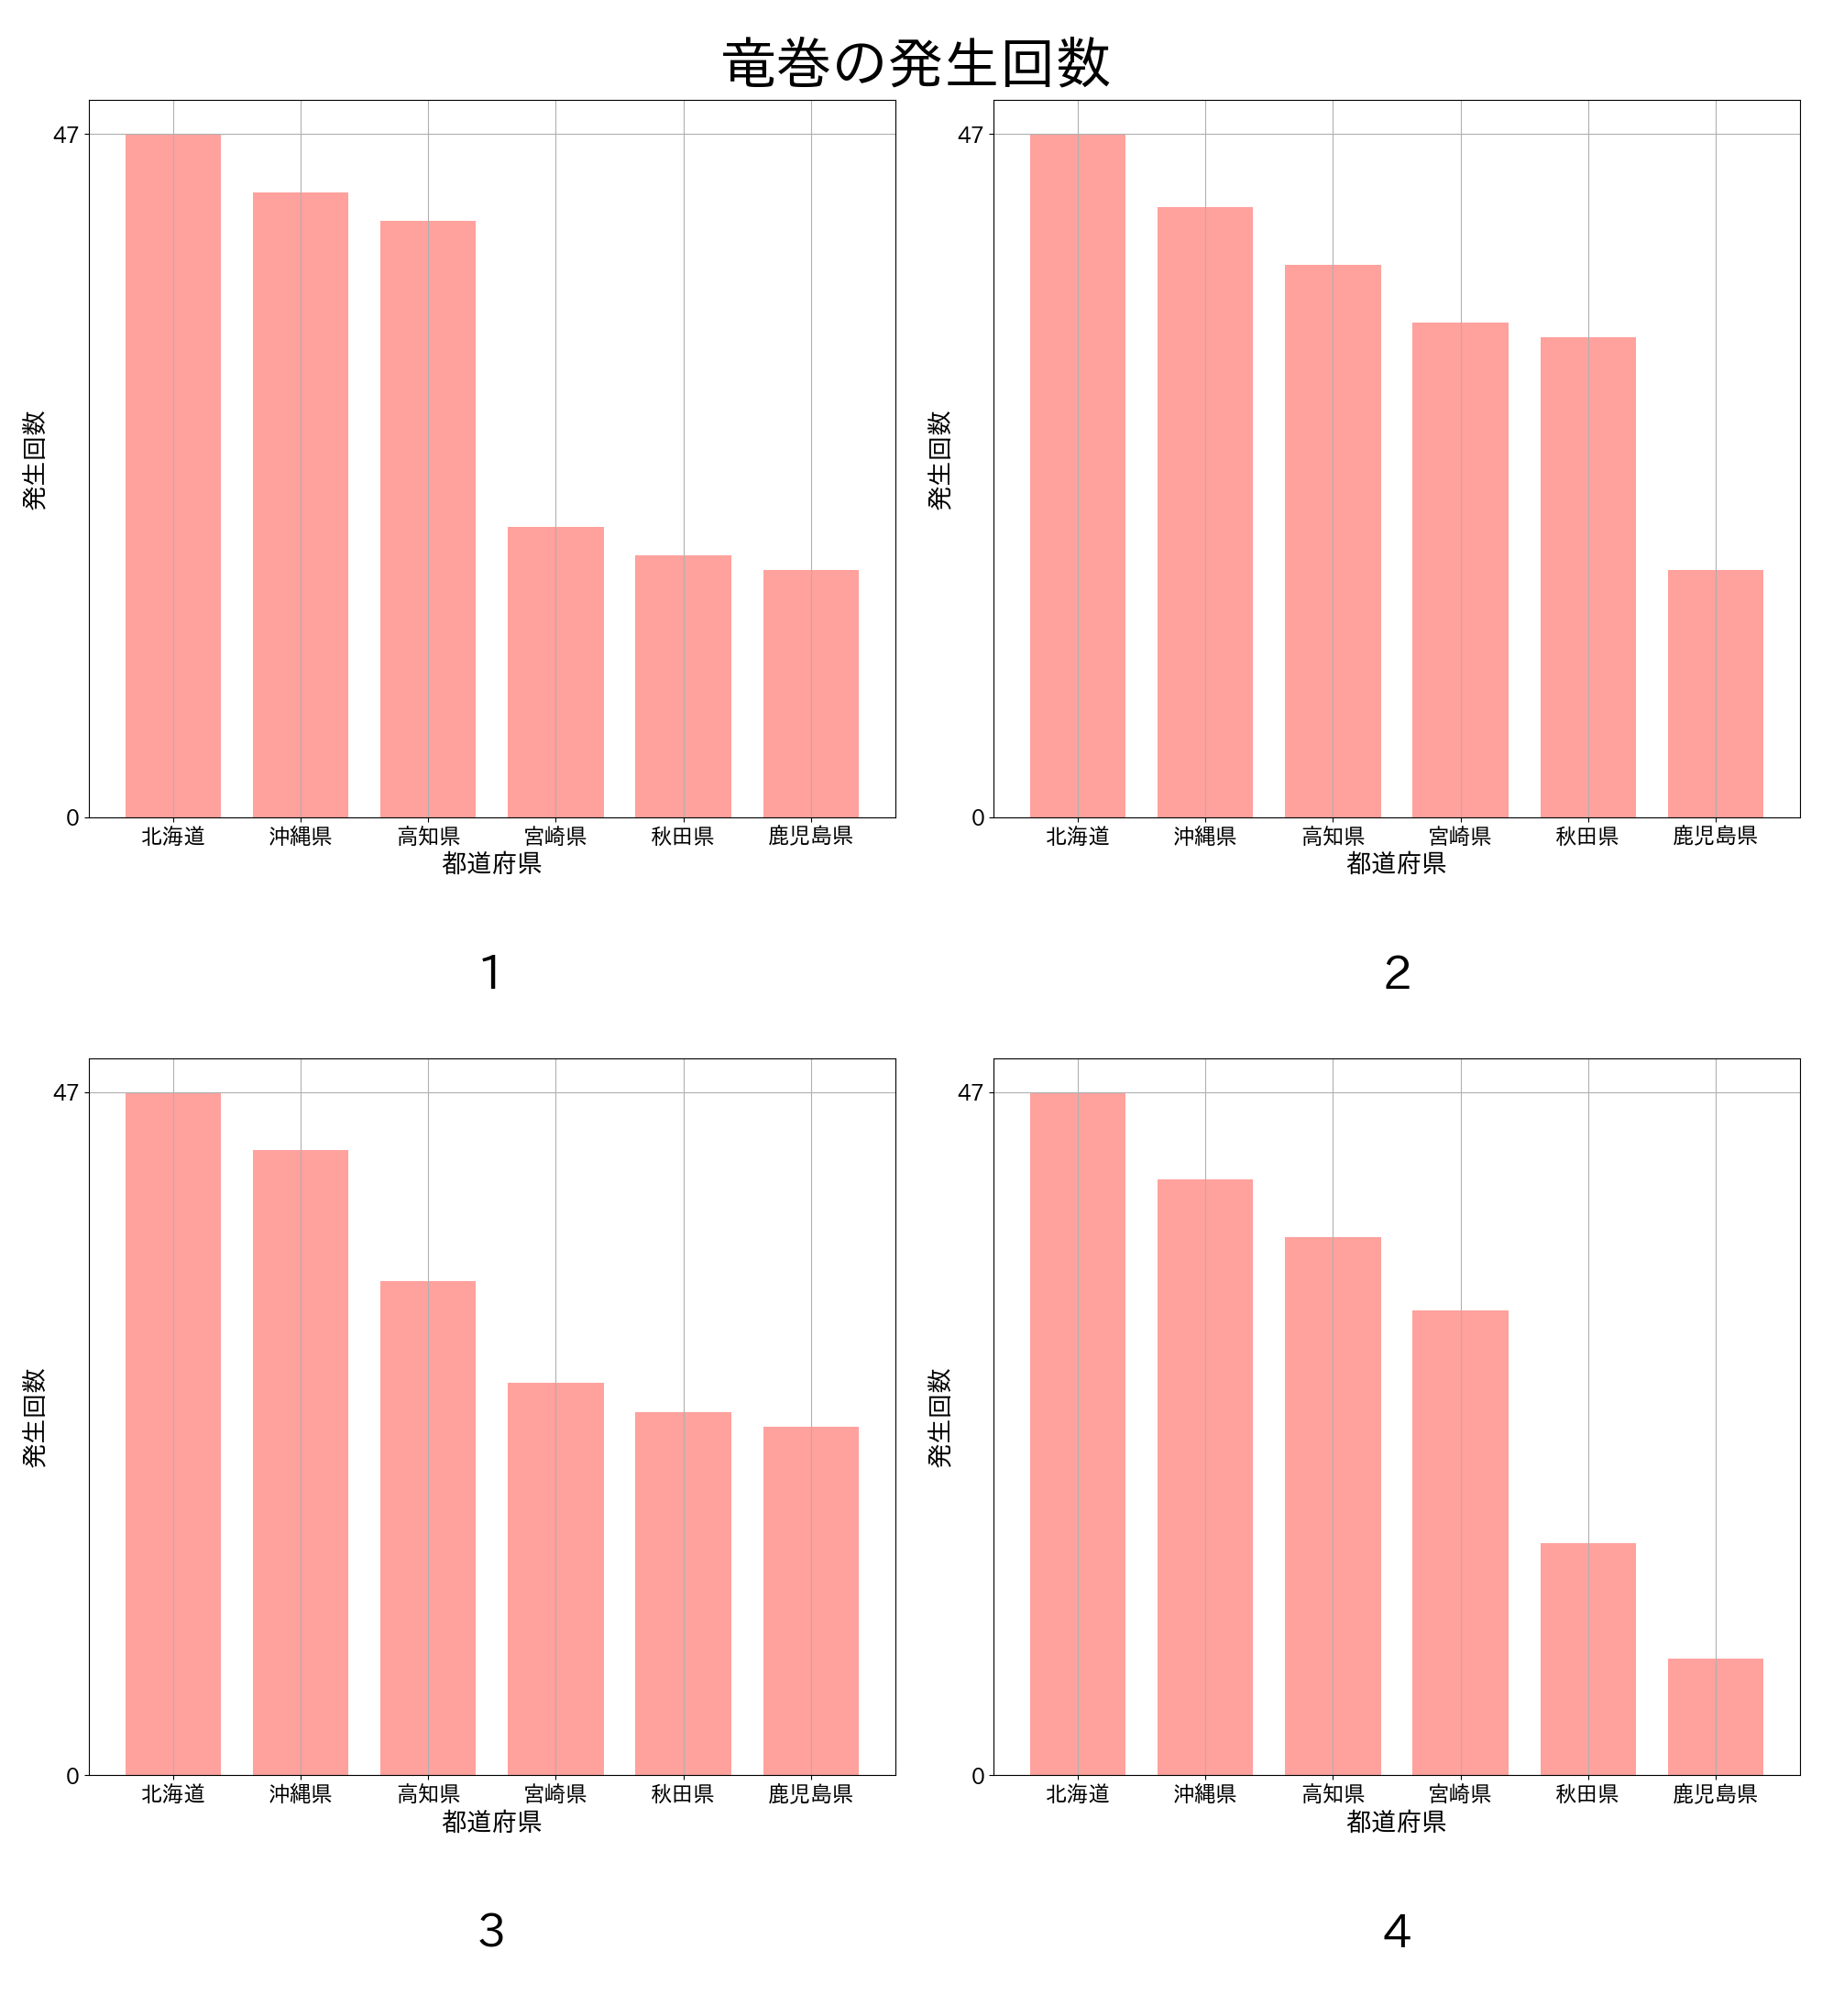 竜巻の発生回数
47
0
発生回数
北海道 沖縄県 高知県 宮崎県 秋田県 鹿児島県
都道府県
1
47
0
発生回数
北海道 沖縄県 高知県 宮崎県 秋田県 鹿児島県
都道府県
2
47
0
発生回数
北海道 沖縄県 高知県 宮崎県 秋田県 鹿児島県
都道府県
3
47
0
発生回数
北海道 沖縄県 高知県 宮崎県 秋田県 鹿児島県
都道府県
4